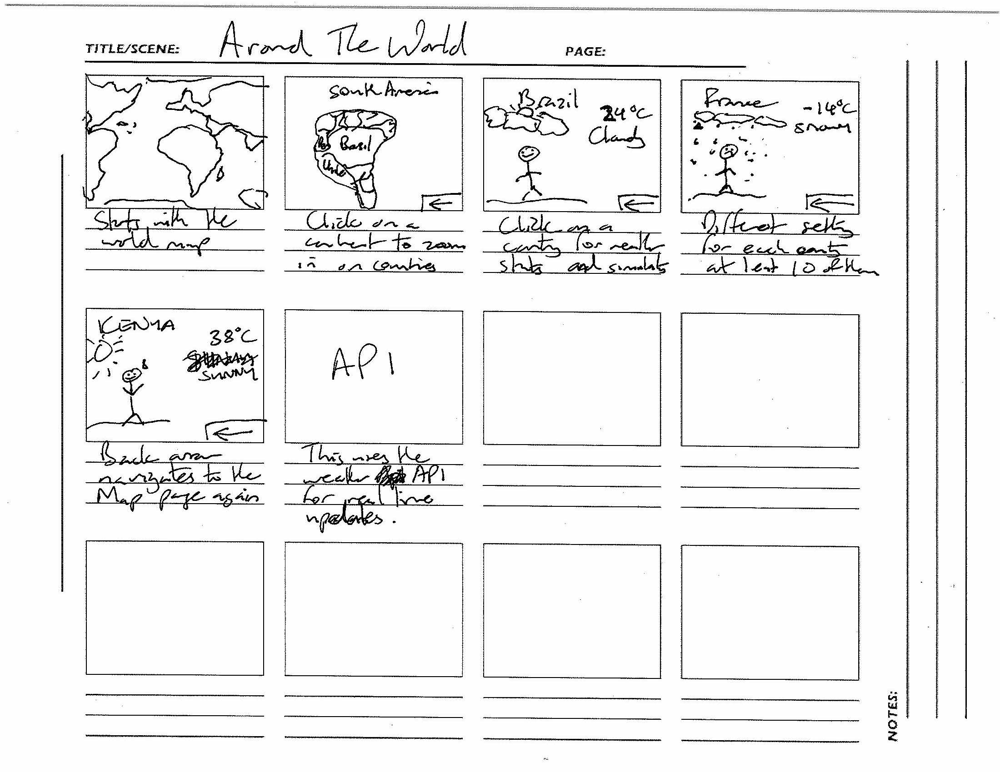 TITLE/SCENE: Around The World
PAGE:
South America
Brasil
Brazil
24°C
Cloudy
France
-14°C
snowy
Starts with the
world map
Click on a
continent to zoom
in on countries
Click on a
country for weather
stats and simulates
Different setting
for each country
at least 10 of them
KENYA
38°C
SUNNY
API
Back arrow
navigates to the
Map page again
This uses the
weather API
for real time
updates.
NOTES: